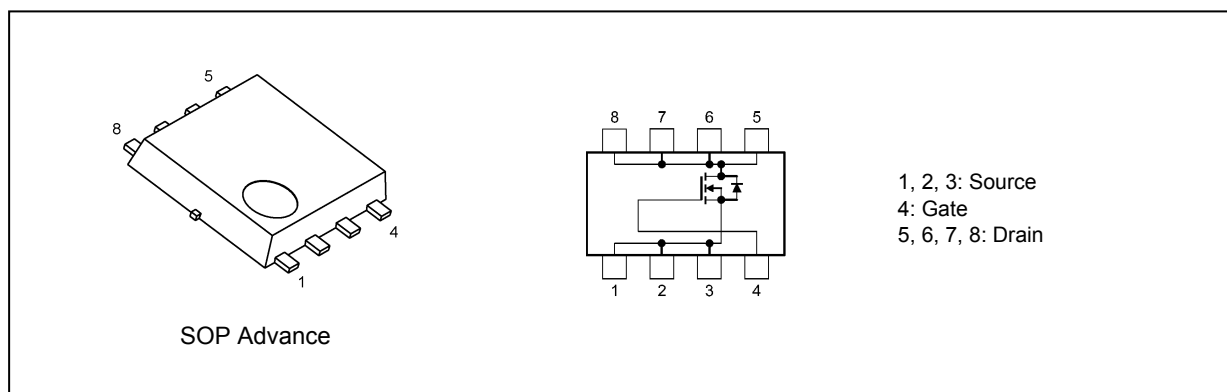 5
8
4
1
SOP Advance
8 7 6 5
1 2 3 4
1, 2, 3: Source
4: Gate
5, 6, 7, 8: Drain